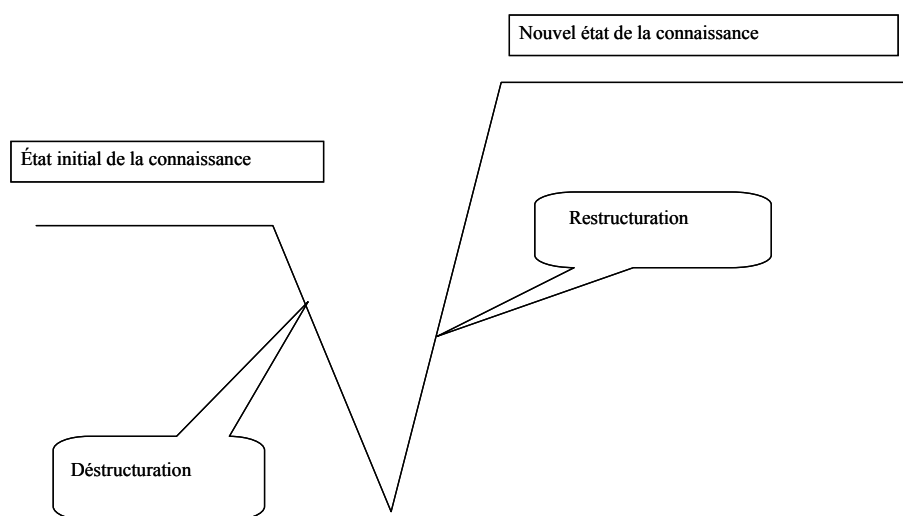 Nouvel état de la connaissance
État initial de la connaissance
Restructuration
Déstructuration